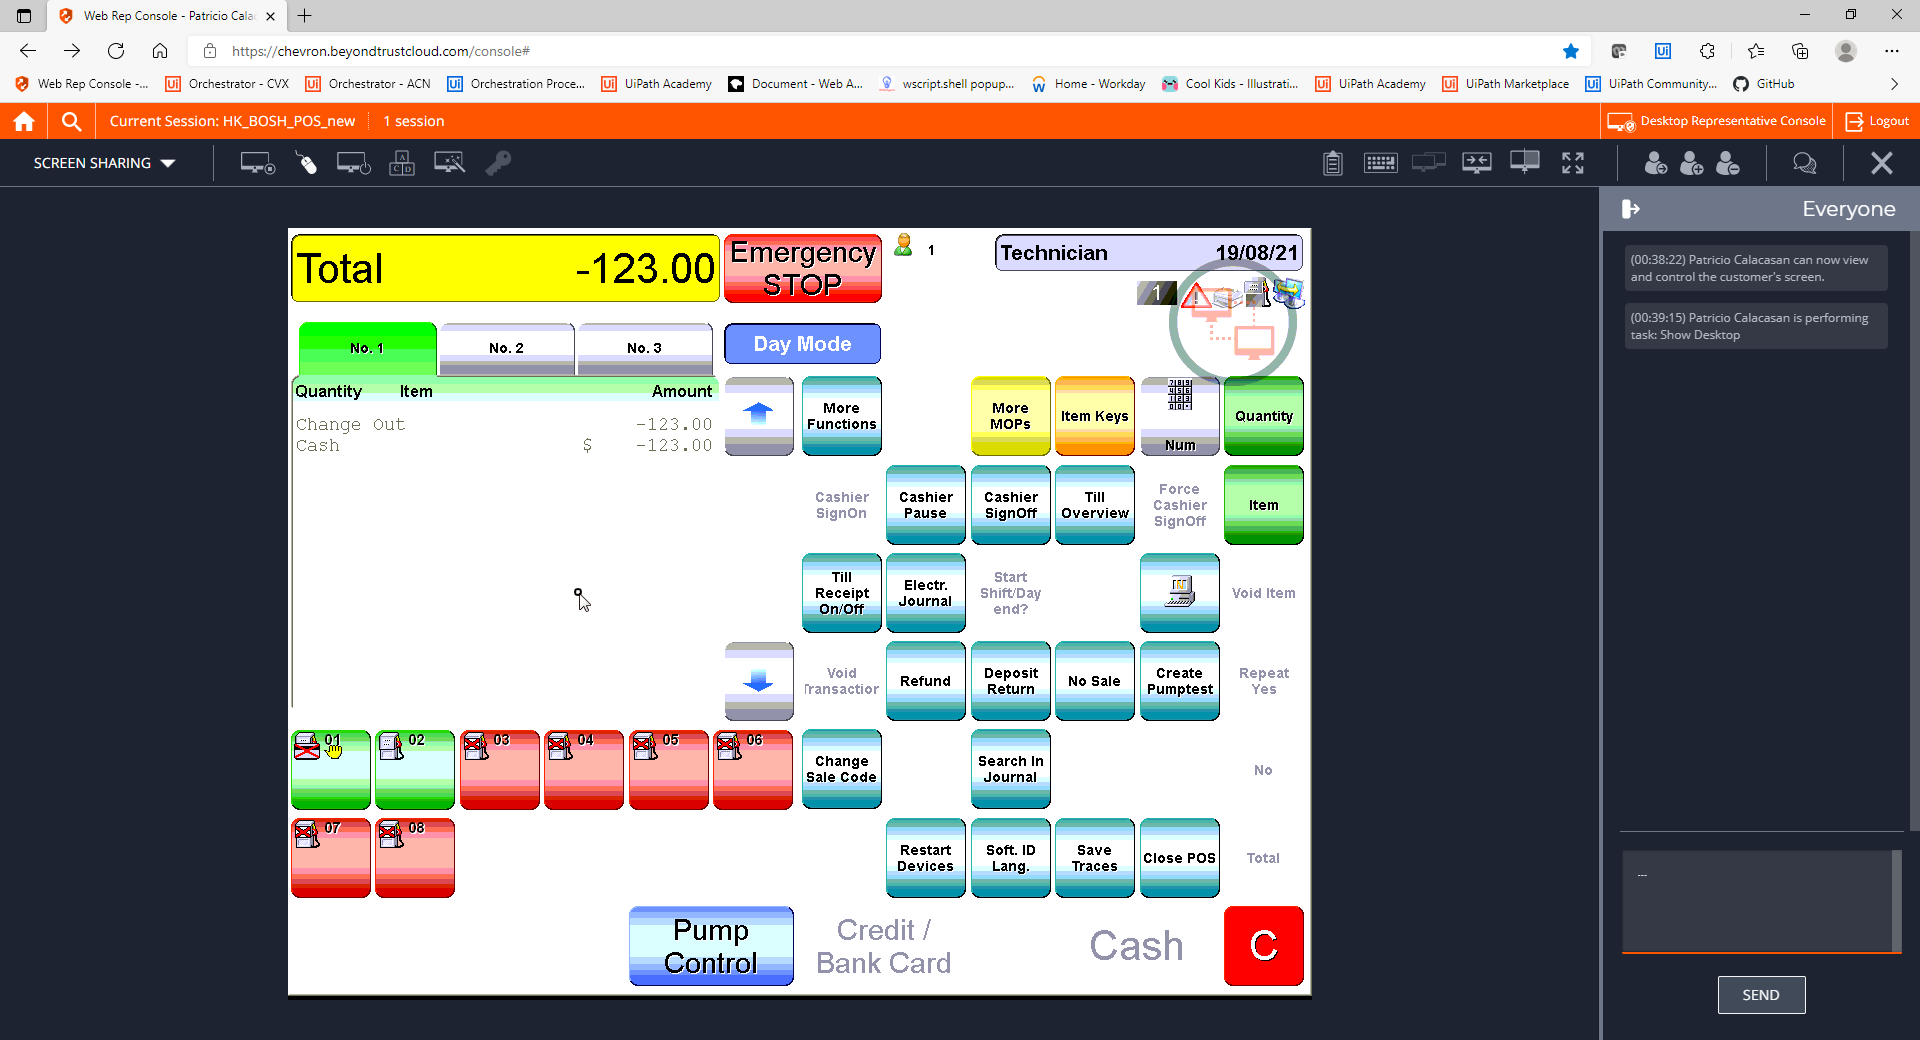 Web Rep Console - Patricio Cala
https://chevron.beyondtrustcloud.com/console#
Web Rep Console -...
Orchestrator - CVX
Orchestrator - ACN
Orchestration Proce...
UiPath Academy
Document - Web A...
wscript.shell popup...
Home - Workday
Cool Kids - Illustrati...
UiPath Academy
UiPath Marketplace
UiPath Community...
GitHub
Current Session: HK_BOSH_POS_new
1 session
Desktop Representative Console
Logout
SCREEN SHARING
Everyone
(00:38:22) Patricio Calacasan can now view
and control the customer's screen.
(00:39:15) Patricio Calacasan is performing
task: Show Desktop
Total -123.00
Emergency
STOP
1
Technician 19/08/21
1
No. 1
No. 2
No. 3
Day Mode
Quantity Item Amount
Change Out -123.00
Cash $ -123.00
More
Functions
More
MOPs
Item Keys
Num
Quantity
Cashier
SignOn
Cashier
Pause
Cashier
SignOff
Till
Overview
Force
Cashier
SignOff
Item
Till
Receipt
On/Off
Electr.
Journal
Start
Shift/Day
end?
Void Item
Void
Transaction
Refund
Deposit
Return
No Sale
Create
Pumptest
Repeat
Yes
01
02
03
04
05
06
Change
Sale Code
Search In
Journal
No
07
08
Restart
Devices
Soft. ID
Lang.
Save
Traces
Close POS
Total
Pump
Control
Credit /
Bank Card
Cash
C
---
SEND